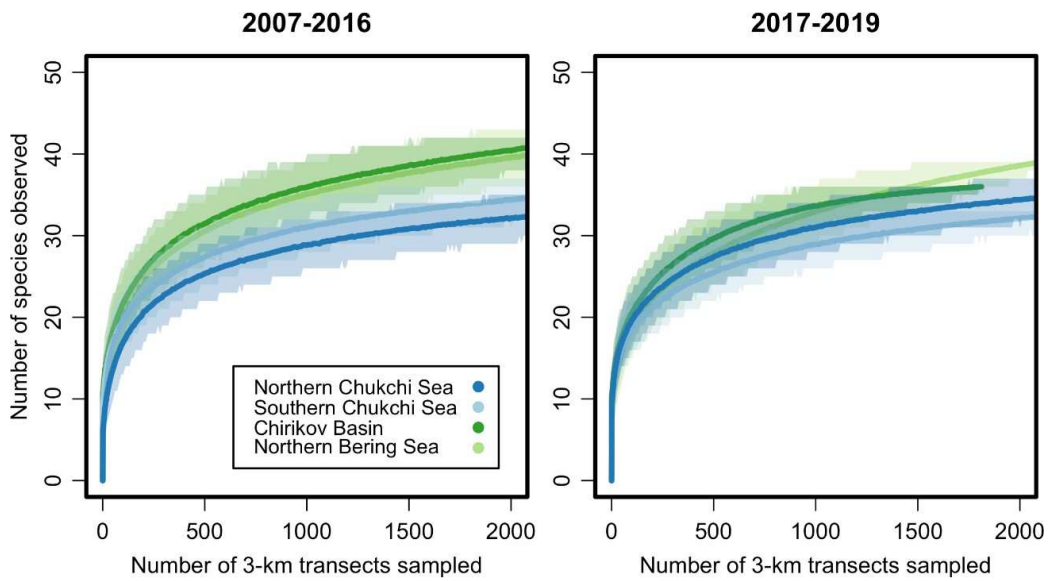 2007-2016
2017-2019
Number of species observed
50
40
30
20
10
0
Northern Chukchi Sea
Southern Chukchi Sea
Chirikov Basin
Northern Bering Sea
0 500 1000 1500 2000
Number of 3-km transects sampled
50
40
30
20
10
0
0 500 1000 1500 2000
Number of 3-km transects sampled